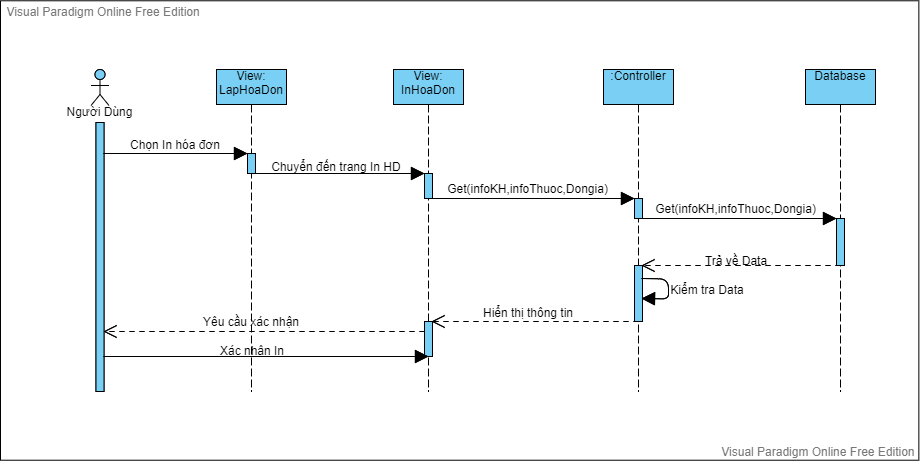 Visual Paradigm Online Free Edition
View:
LapHoaDon
View:
InHoaDon
:Controller
Database
Người Dùng
Chọn In hóa đơn
Chuyển đến trang In HD
Get(infoKH,infoThuoc,Dongia)
Get(infoKH,infoThuoc,Dongia)
Trả về Data
Kiểm tra Data
Hiển thị thông tin
Yêu cầu xác nhận
Xác nhân In
Visual Paradigm Online Free Edition